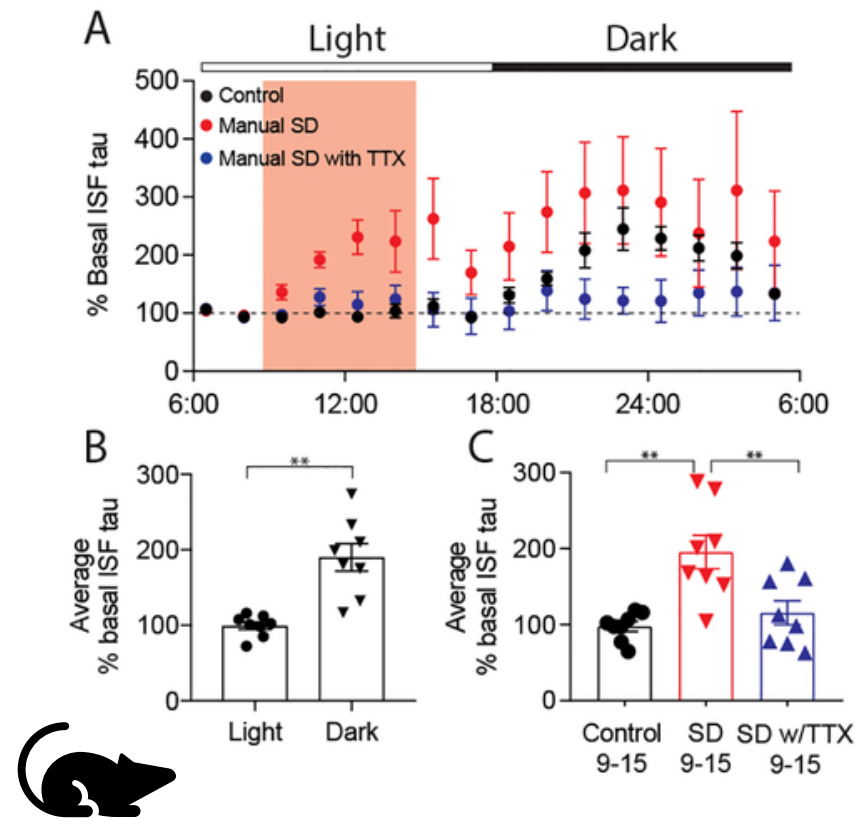 A
Light Dark
500
400
300
200
100
0
% Basal ISF tau
Control
Manual SD
Manual SD with TTX
6:00 12:00 18:00 24:00 6:00
B
**
300
200
100
0
Average
% basal ISF tau
Light Dark
C
** **
300
200
100
0
Average
% basal ISF tau
Control SD SD w/TTX
9-15 9-15 9-15